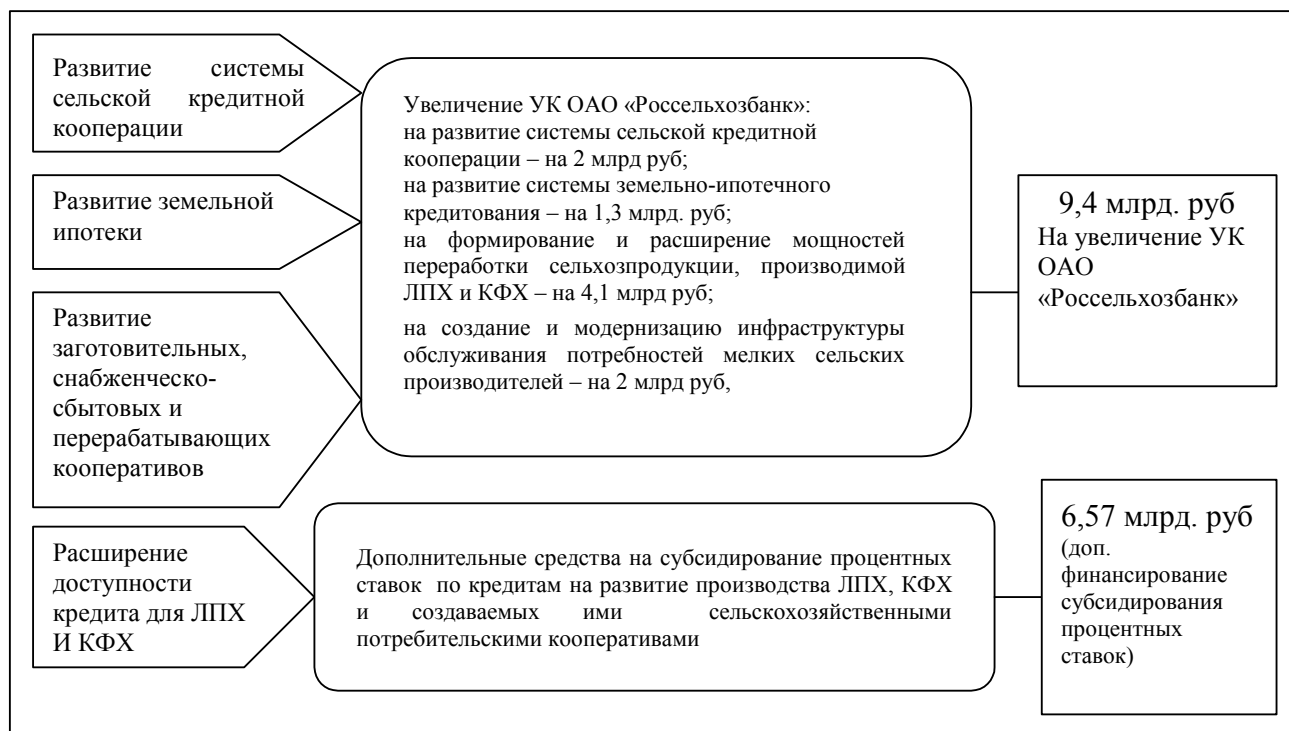 Развитие системы
сельской кредитной
кооперации
Развитие земельной
ипотеки
Развитие
заготовительных,
снабженческо-
сбытовых и
перерабатывающих
кооперативов
Расширение
доступности
кредита для ЛПХ
И КФХ
Увеличение УК ОАО «Россельхозбанк»:
на развитие системы сельской кредитной
кооперации – на 2 млрд руб;
на развитие системы земельно-ипотечного
кредитования – на 1,3 млрд. руб;
на формирование и расширение мощностей
переработки сельхозпродукции, производимой
ЛПХ и КФХ – на 4,1 млрд руб;
на создание и модернизацию инфраструктуры
обслуживания потребностей мелких сельских
производителей – на 2 млрд руб,
Дополнительные средства на субсидирование процентных
ставок по кредитам на развитие производства ЛПХ, КФХ
и создаваемых ими сельскохозяйственными
потребительскими кооперативами
9,4 млрд. руб
На увеличение УК
ОАО
«Россельхозбанк»
6,57 млрд. руб
(доп.
финансирование
субсидирования
процентных
ставок)